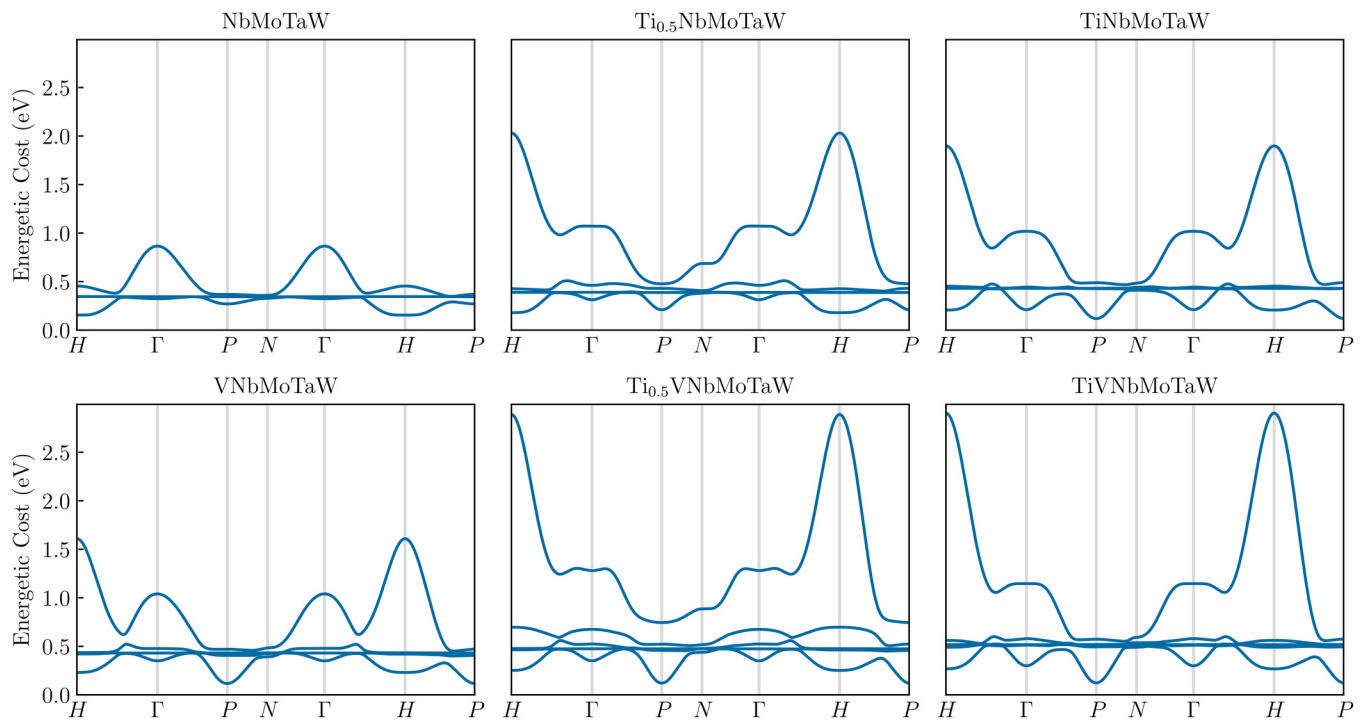 NbMoTaW
Ti0.5NbMoTaW
TiNbMoTaW
Energetic Cost (eV)
2.5
2.0
1.5
1.0
0.5
0.0
H Γ P N Γ H P
H Γ P N Γ H P
H Γ P N Γ H P
VNbMoTaW
Ti0.5VNbMoTaW
TiVNbMoTaW
Energetic Cost (eV)
2.5
2.0
1.5
1.0
0.5
0.0
H Γ P N Γ H P
H Γ P N Γ H P
H Γ P N Γ H P